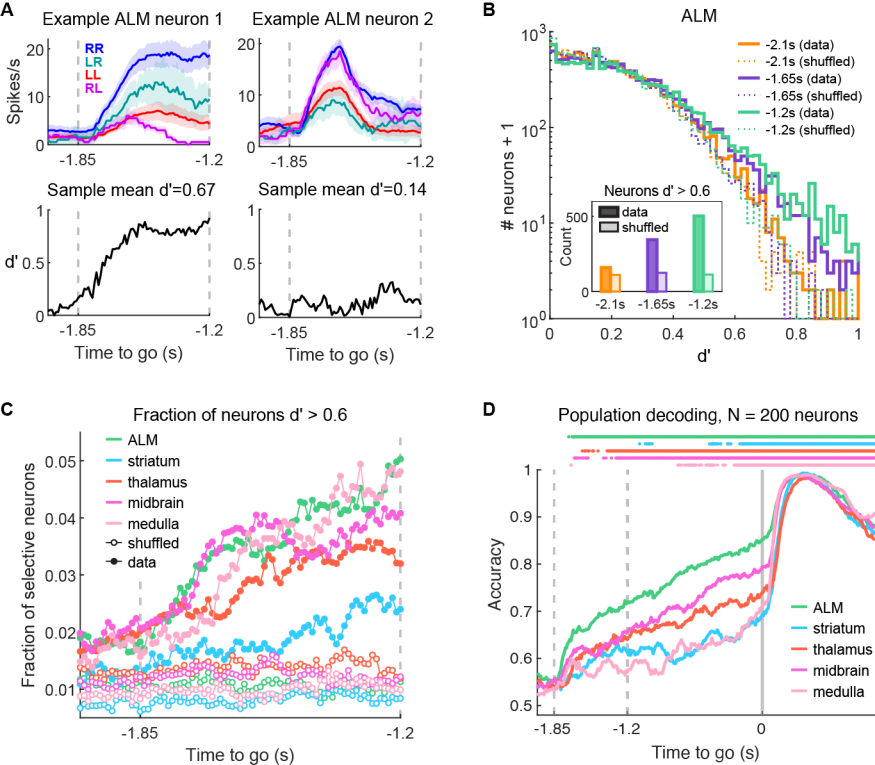 A
Example ALM neuron 1
Example ALM neuron 2
Spikes/s
20
10
0
RR
LR
LL
RL
-1.85
-1.2
20
10
0
-1.85
-1.2
Sample mean d'=0.67
Sample mean d'=0.14
d'
1
0.5
0
-1.85
-1.2
Time to go (s)
1
0.5
0
-1.85
-1.2
Time to go (s)
B
ALM
# neurons + 1
10³
10²
10¹
10⁰
-2.1s (data)
-2.1s (shuffled)
-1.65s (data)
-1.65s (shuffled)
-1.2s (data)
-1.2s (shuffled)
Neurons d' > 0.6
Count
500
0
data
shuffled
-2.1s
-1.65s
-1.2s
0
0.2
0.4
0.6
0.8
1
d'
C
Fraction of neurons d' > 0.6
Fraction of selective neurons
0.05
0.04
0.03
0.02
0.01
ALM
striatum
thalamus
midbrain
medulla
shuffled
data
-1.85
-1.2
Time to go (s)
D
Population decoding, N = 200 neurons
Accuracy
1
0.9
0.8
0.7
0.6
0.5
ALM
striatum
thalamus
midbrain
medulla
-1.85
-1.2
0
Time to go (s)